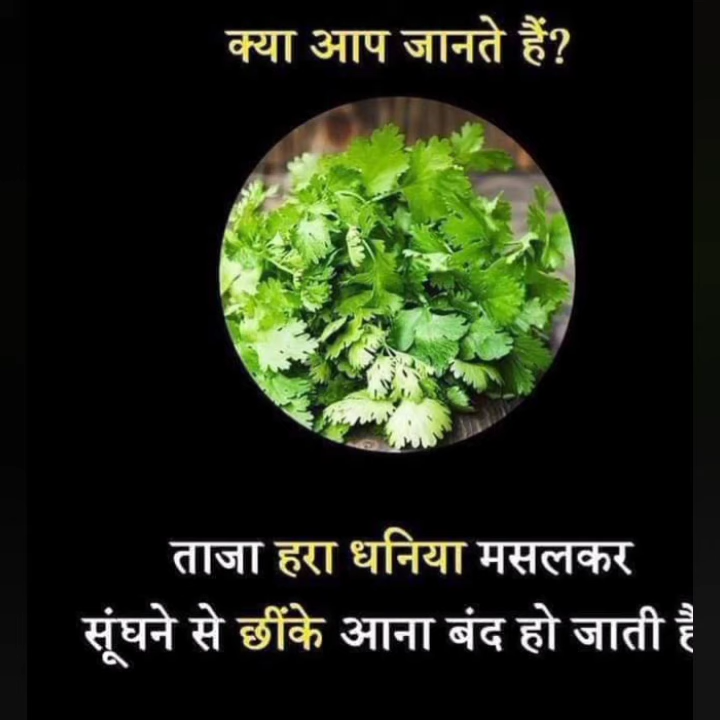 क्या आप जानते हैं?
ताजा हरा धनिया मसलकर
सूंघने से छींके आना बंद हो जाती है